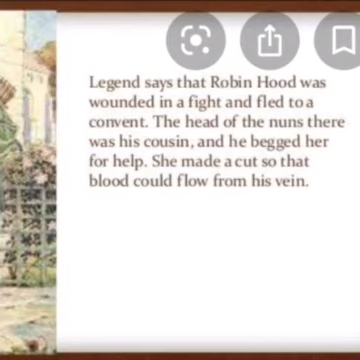 Legend says that Robin Hood was
wounded in a fight and fled to a
convent. The head of the nuns there
was his cousin, and he begged her
for help. She made a cut so that
blood could flow from his vein.